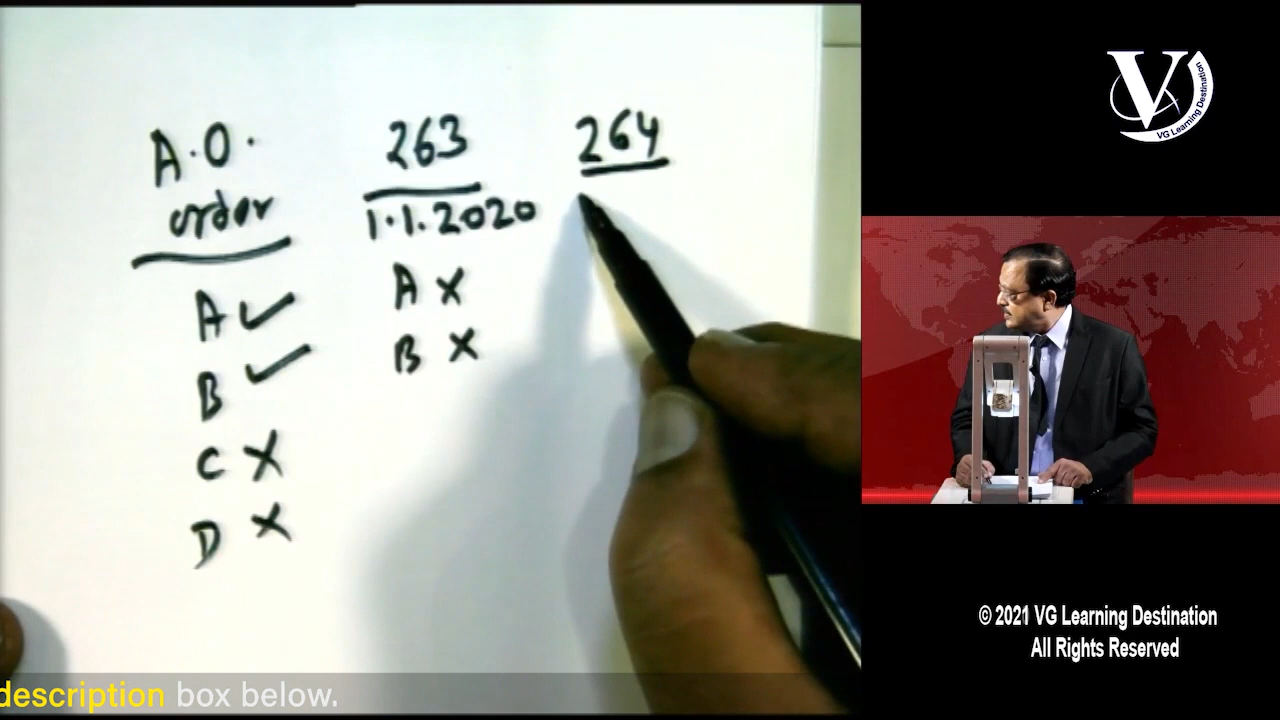 A.O. 263 264
order 1.1.2020
A ✓ A ×
B ✓ B ×
C ×
D ×
V
VG Learning Destination
© 2021 VG Learning Destination
All Rights Reserved
description box below.